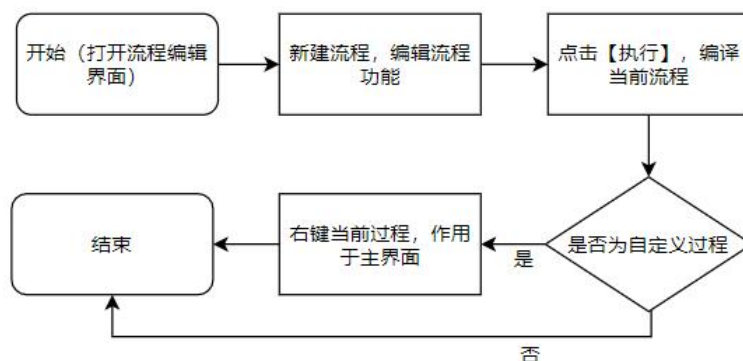 开始（打开流程编辑
界面）
新建流程，编辑流程
功能
点击【执行】，编译
当前流程
是否为自定义过程
是
右键当前过程，作用
于主界面
结束
否